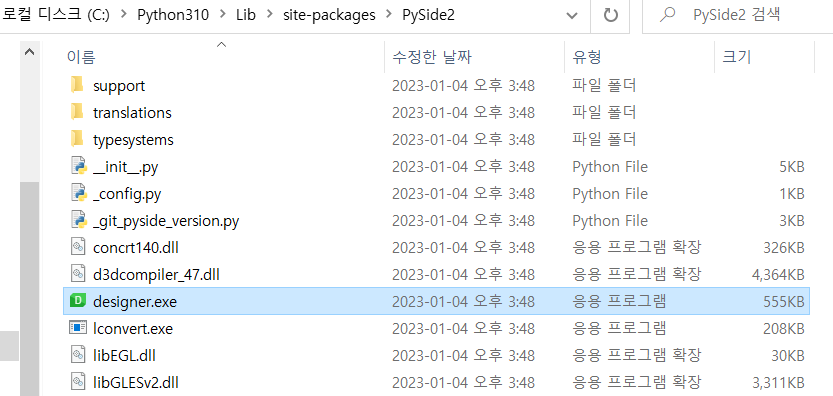 로컬 디스크 (C:) > Python310 > Lib > site-packages > PySide2 PySide2 검색
이름 수정한 날짜 유형 크기
support 2023-01-04 오후 3:48 파일 폴더
translations 2023-01-04 오후 3:48 파일 폴더
typesystems 2023-01-04 오후 3:48 파일 폴더
__init__.py 2023-01-04 오후 3:48 Python File 5KB
_config.py 2023-01-04 오후 3:48 Python File 1KB
_git_pyside_version.py 2023-01-04 오후 3:48 Python File 3KB
concrt140.dll 2023-01-04 오후 3:48 응용 프로그램 확장 326KB
d3dcompiler_47.dll 2023-01-04 오후 3:48 응용 프로그램 확장 4,364KB
D designer.exe 2023-01-04 오후 3:48 응용 프로그램 555KB
lconvert.exe 2023-01-04 오후 3:48 응용 프로그램 208KB
libEGL.dll 2023-01-04 오후 3:48 응용 프로그램 확장 30KB
libGLESv2.dll 2023-01-04 오후 3:48 응용 프로그램 확장 3,311KB